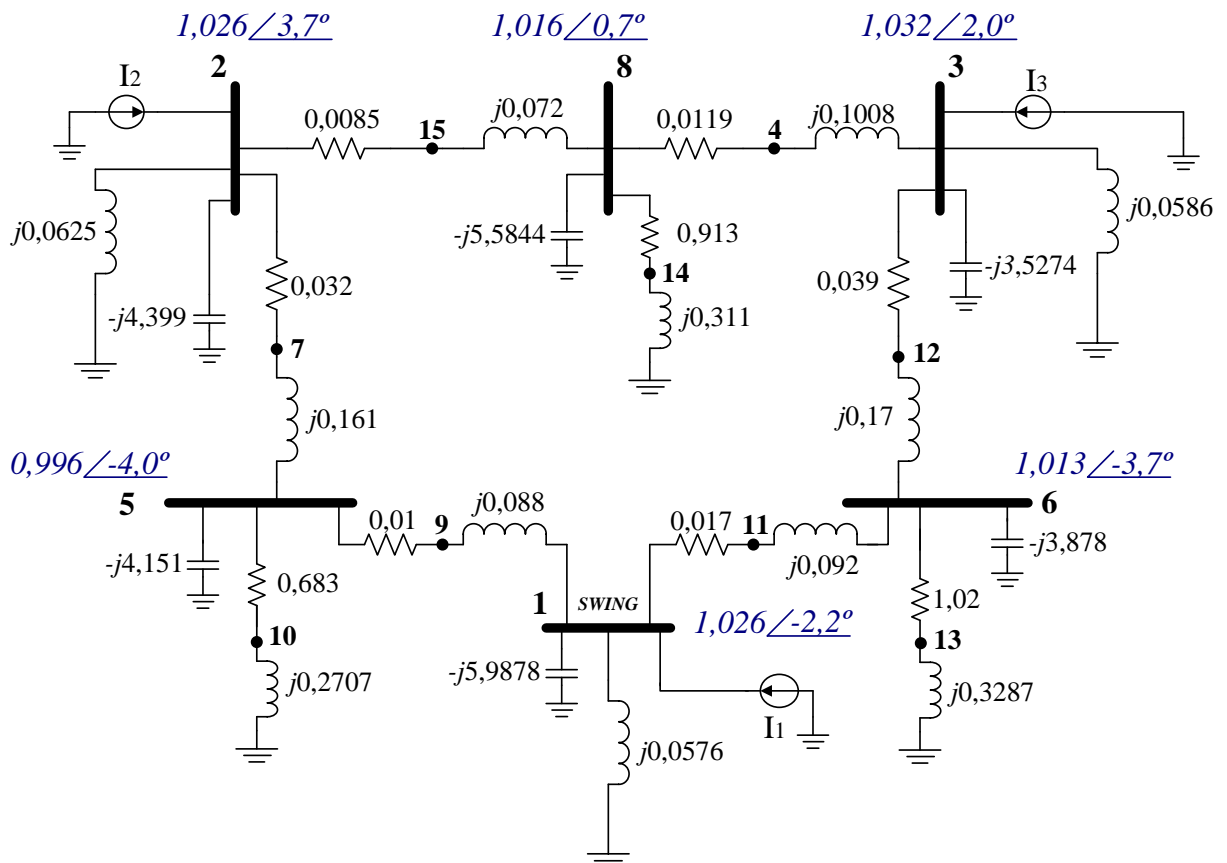 1,026∠3,7º
1,016∠0,7º
1,032∠2,0º
2
8
3
I2
I3
0,0085
15
j0,072
0,0119
4
j0,1008
j0,0625
-j5,5844
0,913
j0,0586
14
0,032
-j4,399
j0,311
0,039
-j3,5274
7
12
j0,161
j0,17
0,996∠-4,0º
1,013∠-3,7º
5
6
0,01
9
j0,088
0,017
11
j0,092
-j4,151
0,683
-j3,878
1,02
1
SWING
1,026∠-2,2º
10
13
-j5,9878
j0,2707
j0,3287
I1
j0,0576